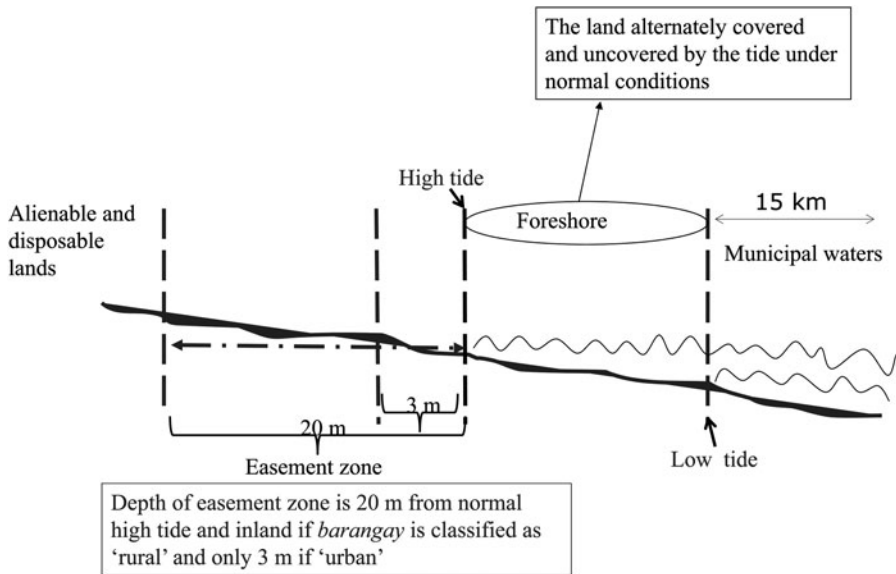 The land alternately covered
and uncovered by the tide under
normal conditions
High tide
Alienable and
disposable
lands
Foreshore
15 km
Municipal waters
3 m
20 m
Easement zone
Low tide
Depth of easement zone is 20 m from normal
high tide and inland if barangay is classified as
‘rural’ and only 3 m if ‘urban’